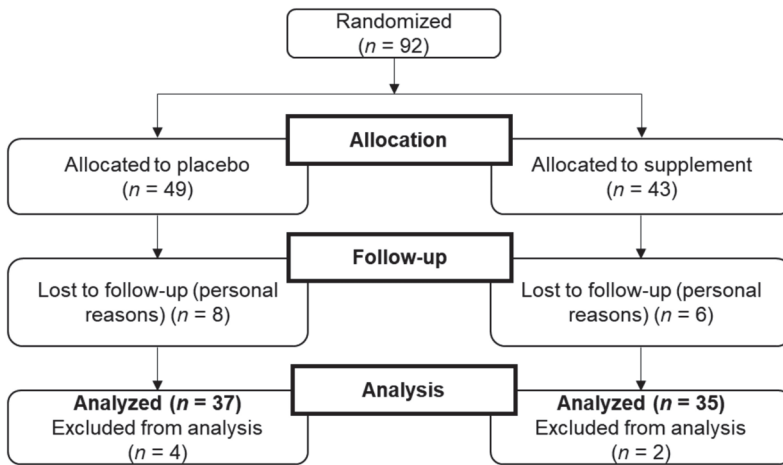 Randomized
(n = 92)
Allocation
Allocated to placebo
(n = 49)
Allocated to supplement
(n = 43)
Follow-up
Lost to follow-up (personal
reasons) (n = 8)
Lost to follow-up (personal
reasons) (n = 6)
Analysis
Analyzed (n = 37)
Excluded from analysis
(n = 4)
Analyzed (n = 35)
Excluded from analysis
(n = 2)